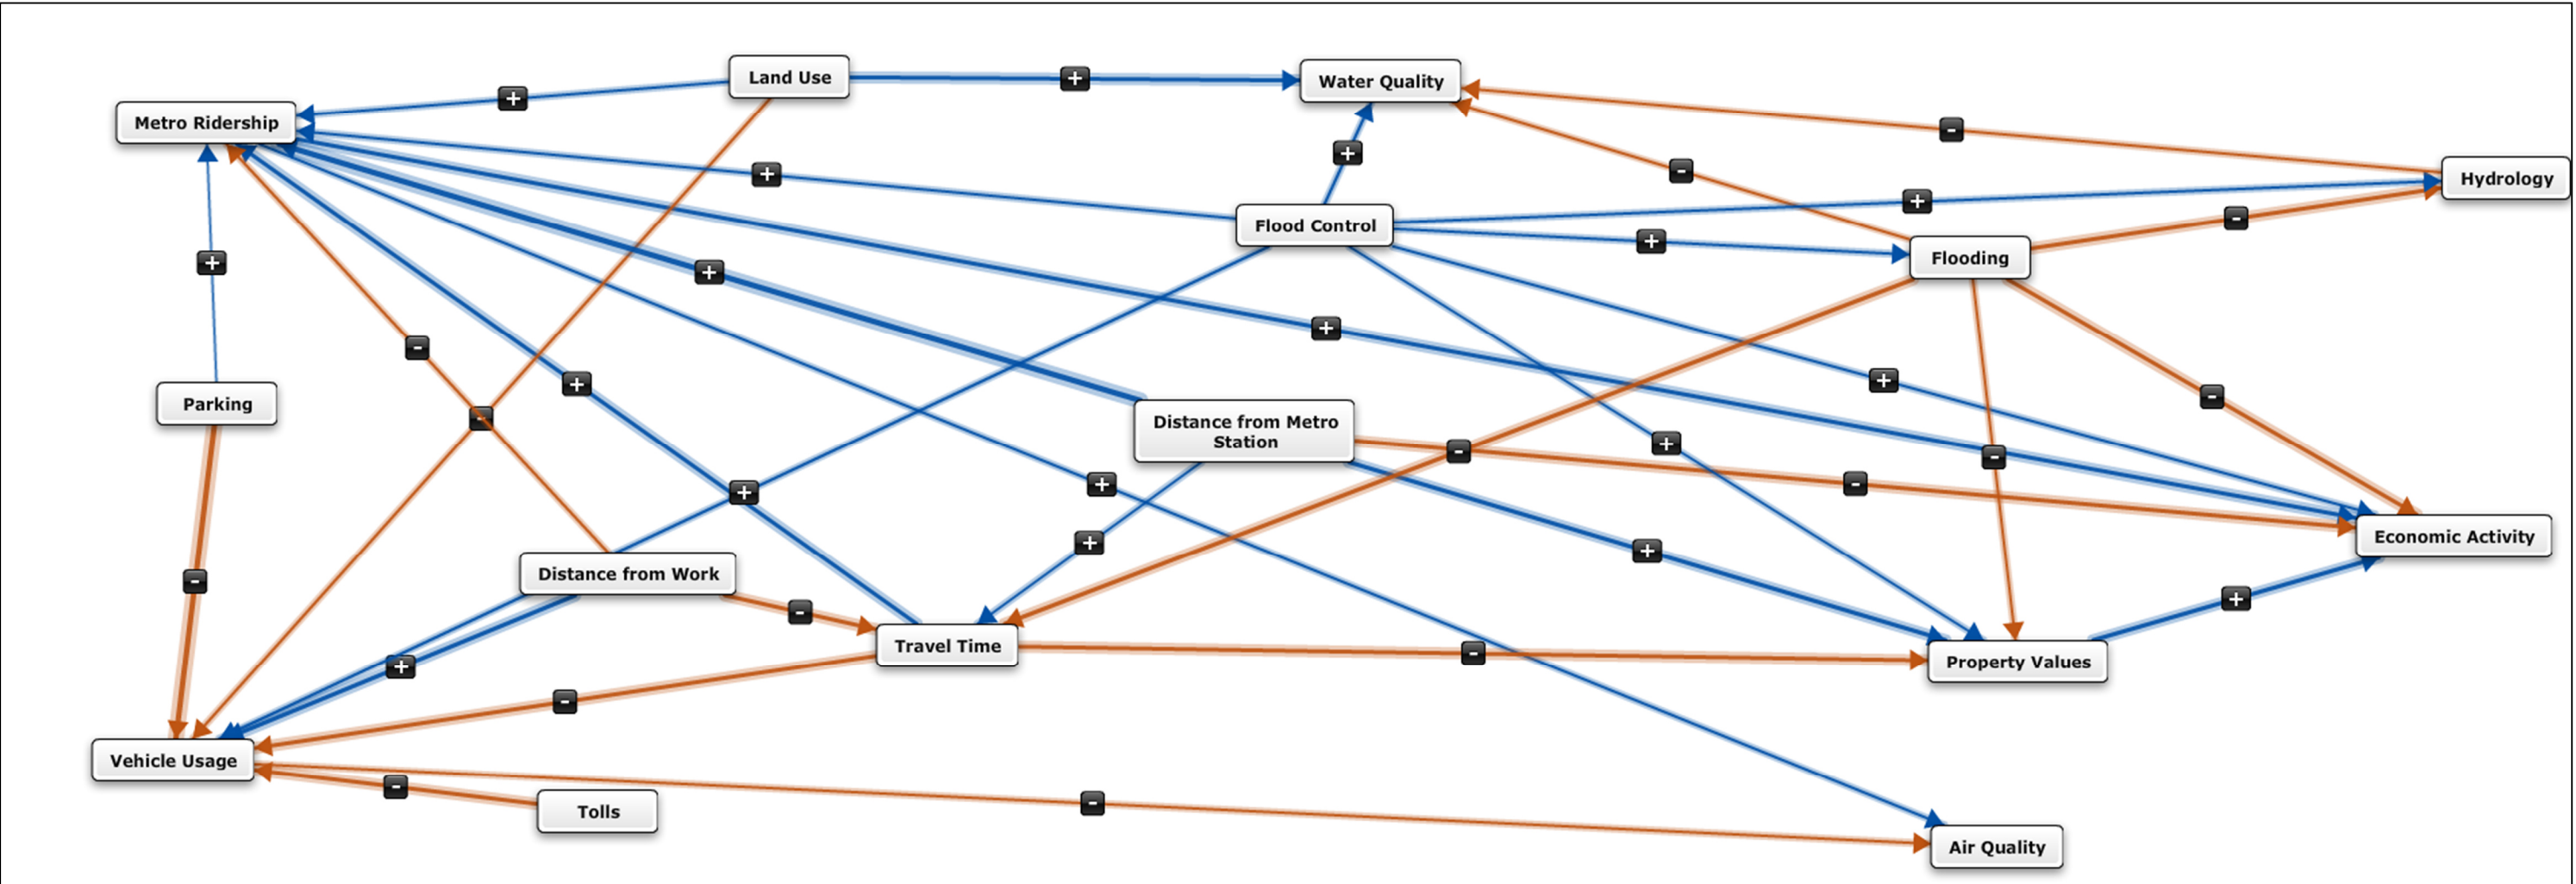 Land Use
Water Quality
Metro Ridership
Hydrology
Flood Control
Flooding
Parking
Distance from Metro
Station
Economic Activity
Distance from Work
Travel Time
Property Values
Vehicle Usage
Tolls
Air Quality
+
+
+
-
+
-
+
-
+
+
+
+
-
+
+
+
-
-
-
+
-
-
+
-
+
+
+
-
-
+
-
-
-
-